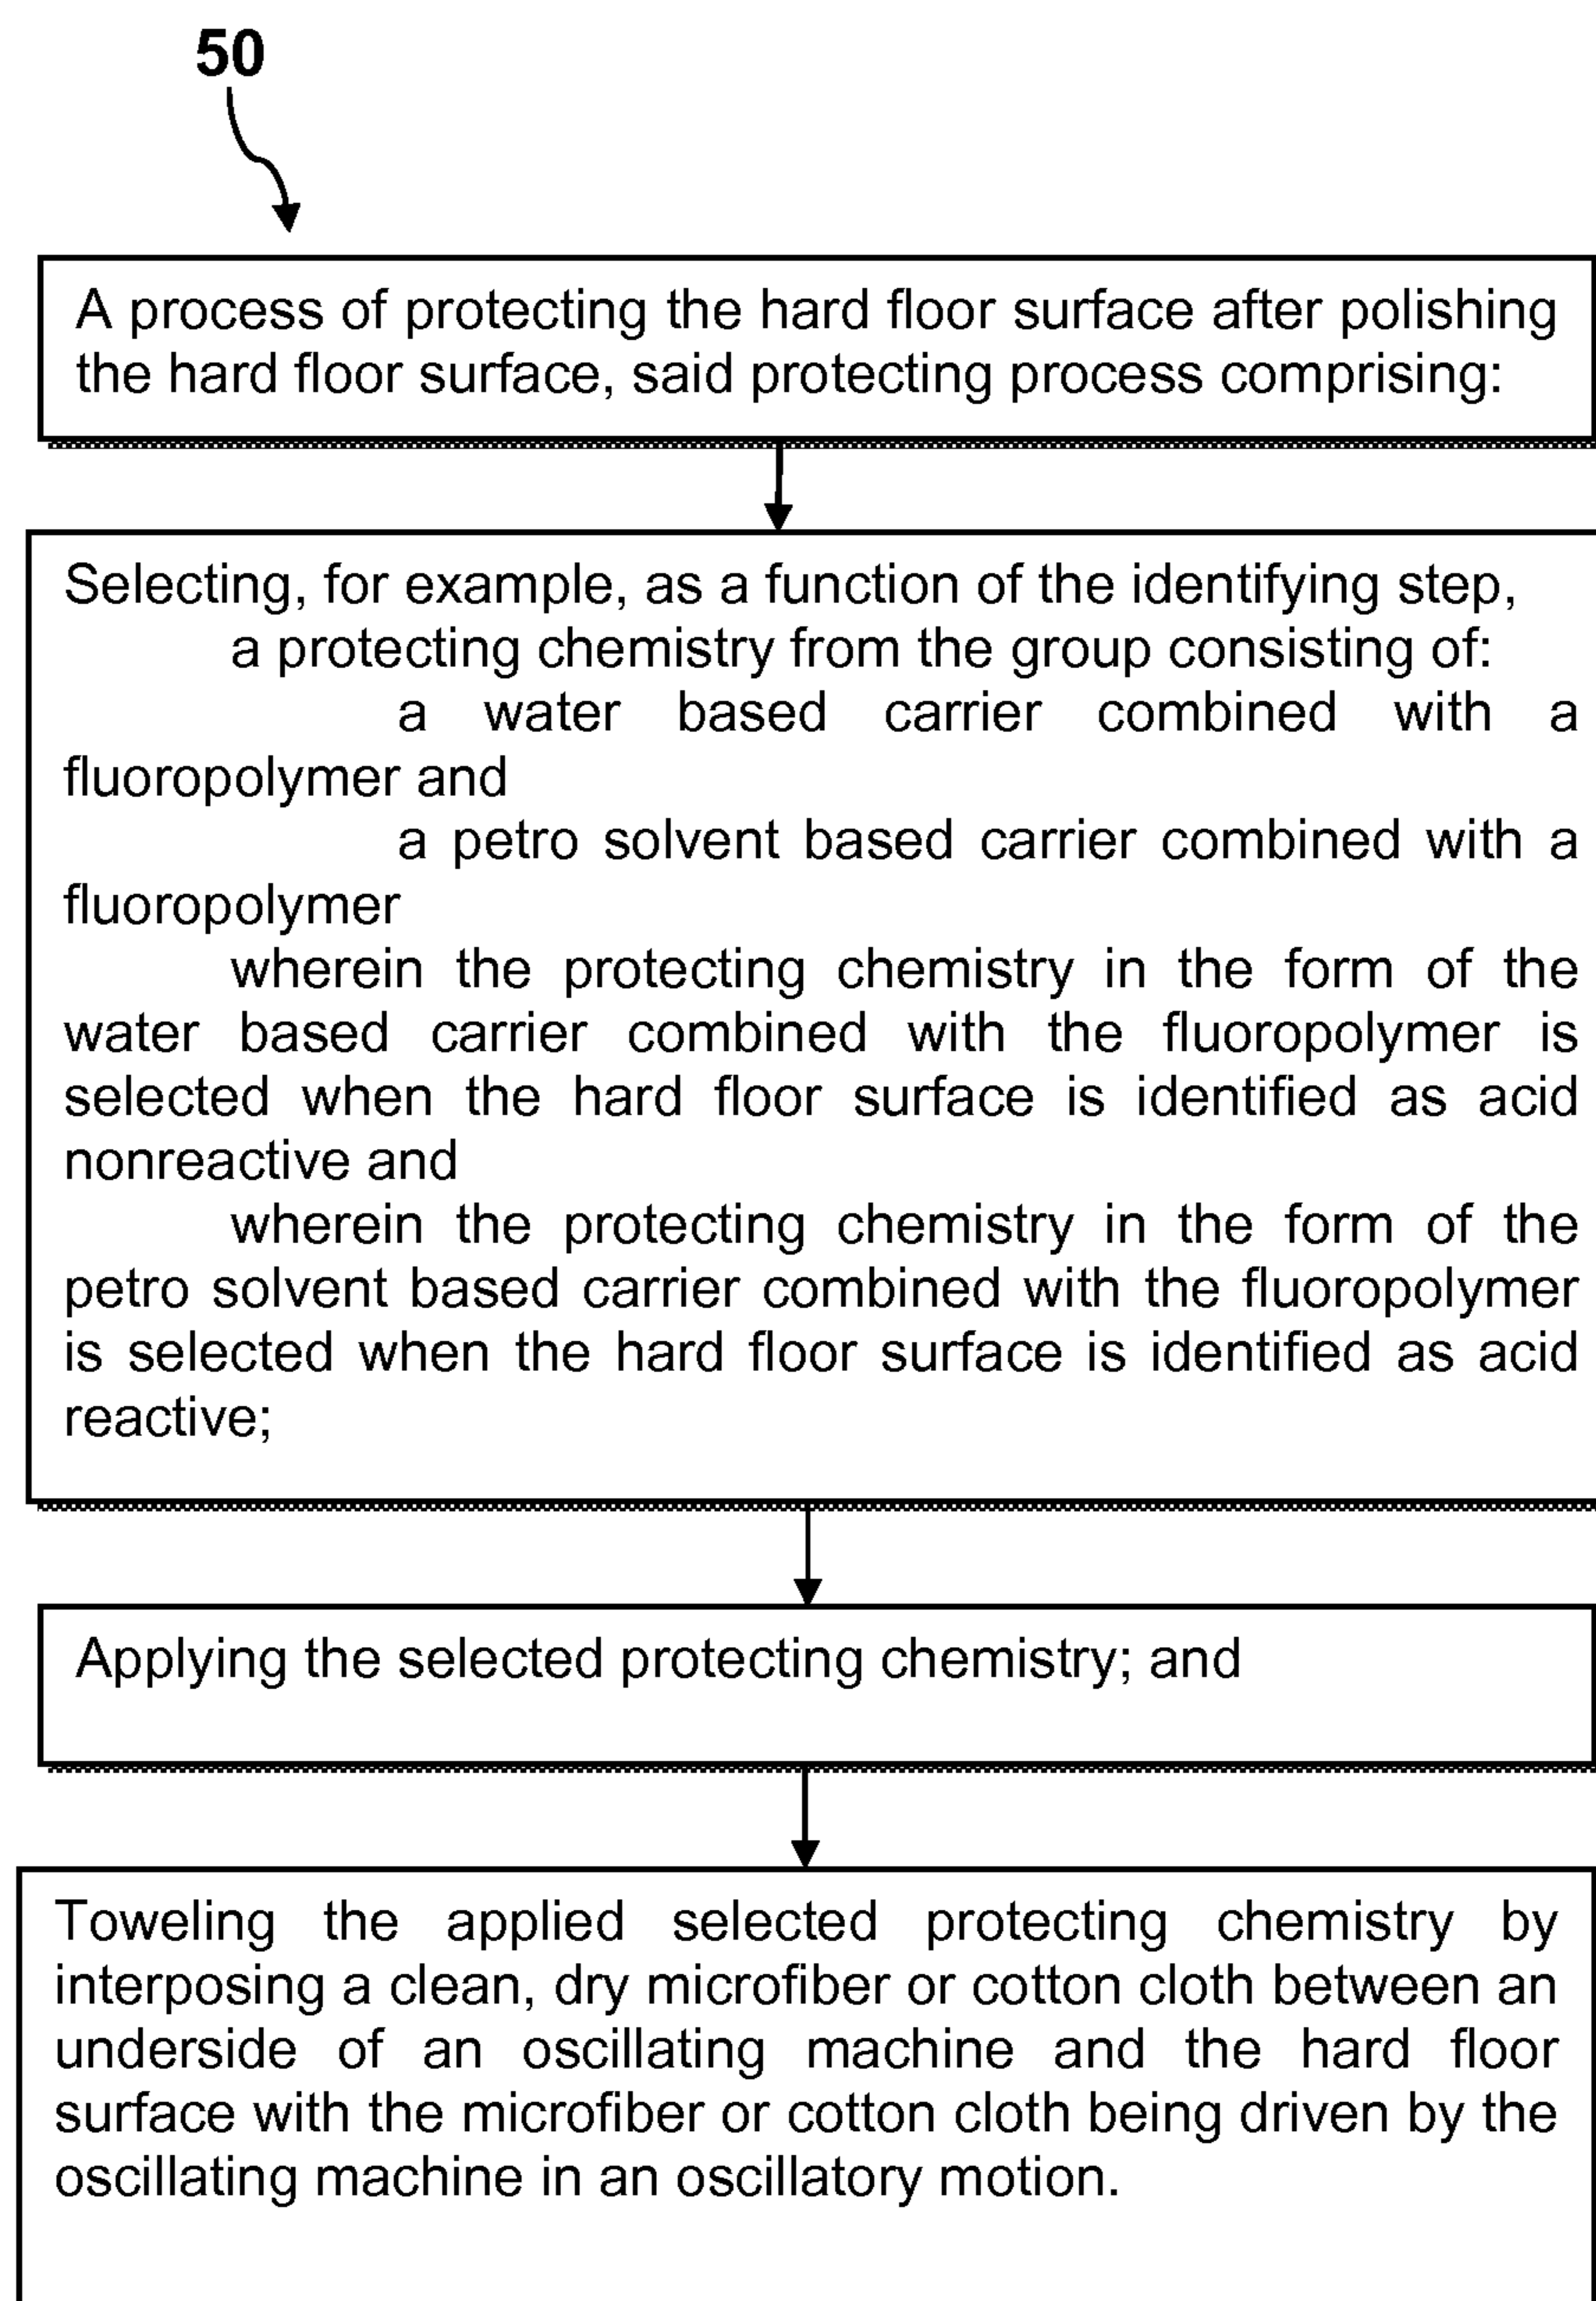 50
A process of protecting the hard floor surface after polishing
the hard floor surface, said protecting process comprising:
Selecting, for example, as a function of the identifying step,
a protecting chemistry from the group consisting of:
a water based carrier combined with a
fluoropolymer and
a petro solvent based carrier combined with a
fluoropolymer
wherein the protecting chemistry in the form of the
water based carrier combined with the fluoropolymer is
selected when the hard floor surface is identified as acid
nonreactive and
wherein the protecting chemistry in the form of the
petro solvent based carrier combined with the fluoropolymer
is selected when the hard floor surface is identified as acid
reactive;
Applying the selected protecting chemistry; and
Toweling the applied selected protecting chemistry by
interposing a clean, dry microfiber or cotton cloth between an
underside of an oscillating machine and the hard floor
surface with the microfiber or cotton cloth being driven by the
oscillating machine in an oscillatory motion.